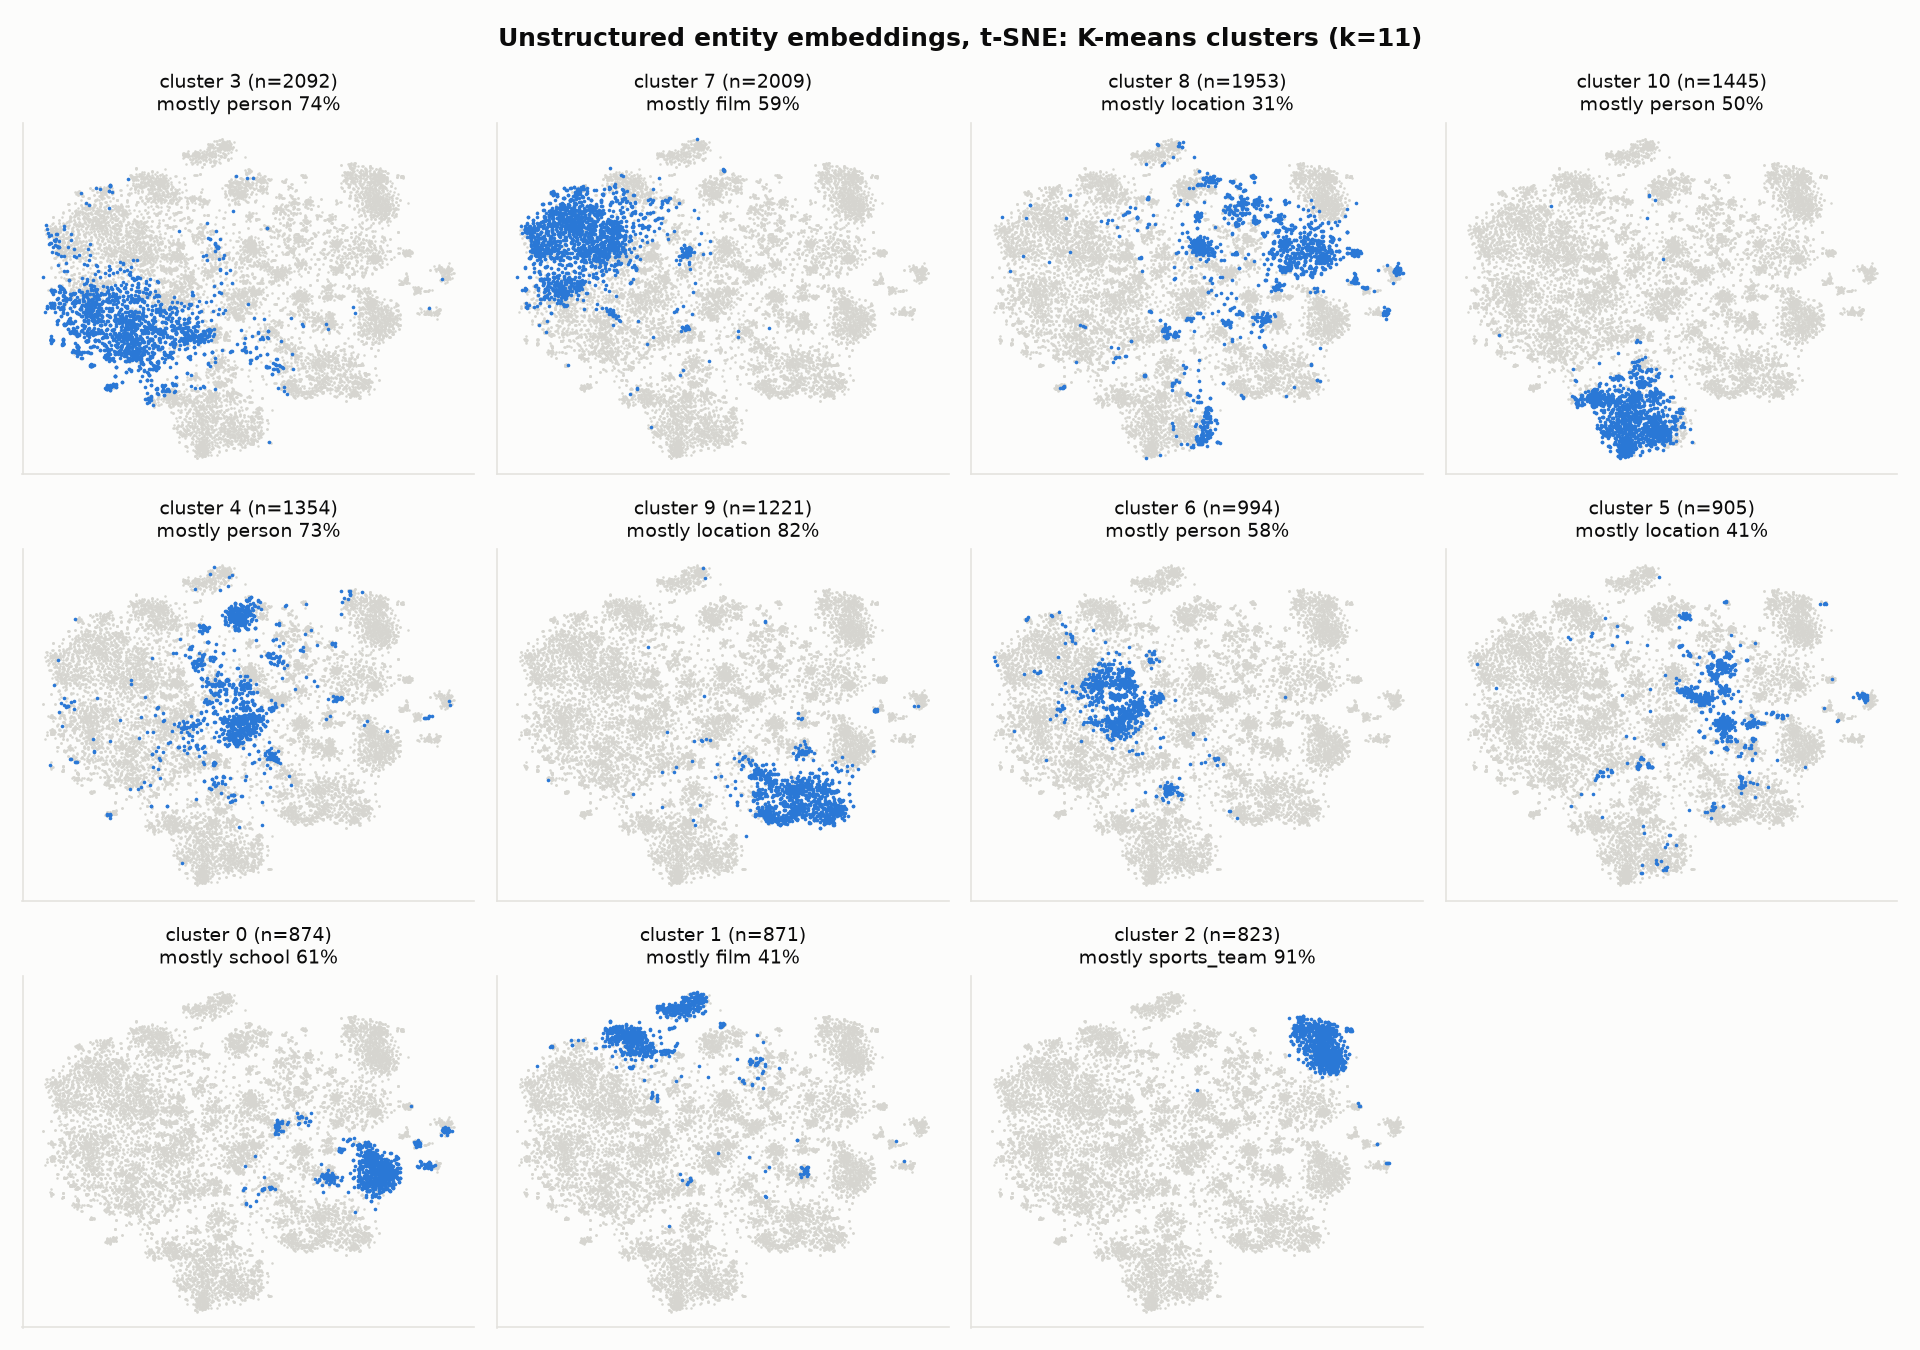 Unstructured entity embeddings, t-SNE: K-means clusters (k=11)
cluster 3 (n=2092)
mostly person 74%
cluster 7 (n=2009)
mostly film 59%
cluster 8 (n=1953)
mostly location 31%
cluster 10 (n=1445)
mostly person 50%
cluster 4 (n=1354)
mostly person 73%
cluster 9 (n=1221)
mostly location 82%
cluster 6 (n=994)
mostly person 58%
cluster 5 (n=905)
mostly location 41%
cluster 0 (n=874)
mostly school 61%
cluster 1 (n=871)
mostly film 41%
cluster 2 (n=823)
mostly sports_team 91%